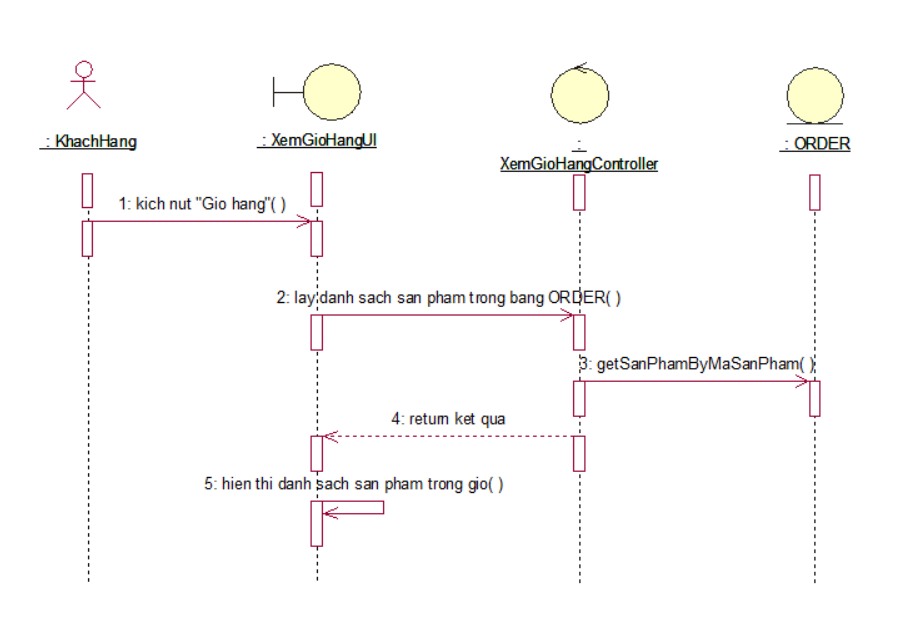 : KhachHang
: XemGioHangUI
:
XemGioHangController
: ORDER
1: kich nut "Gio hang"( )
2: lay danh sach san pham trong bang ORDER( )
3: getSanPhamByMaSanPham( )
4: return ket qua
5: hien thi danh sach san pham trong gio( )